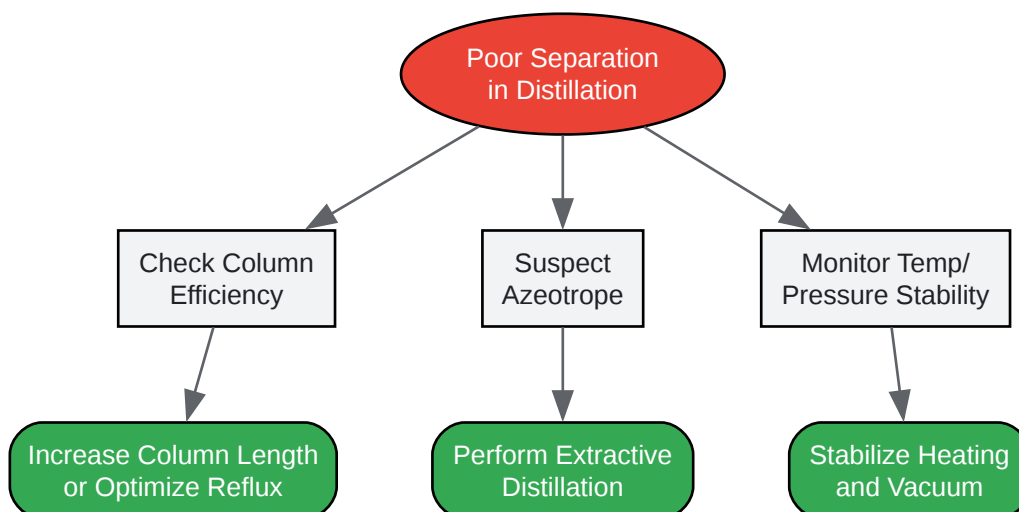 Poor Separation
in Distillation
Check Column
Efficiency
Suspect
Azeotrope
Monitor Temp/
Pressure Stability
Increase Column Length
or Optimize Reflux
Perform Extractive
Distillation
Stabilize Heating
and Vacuum